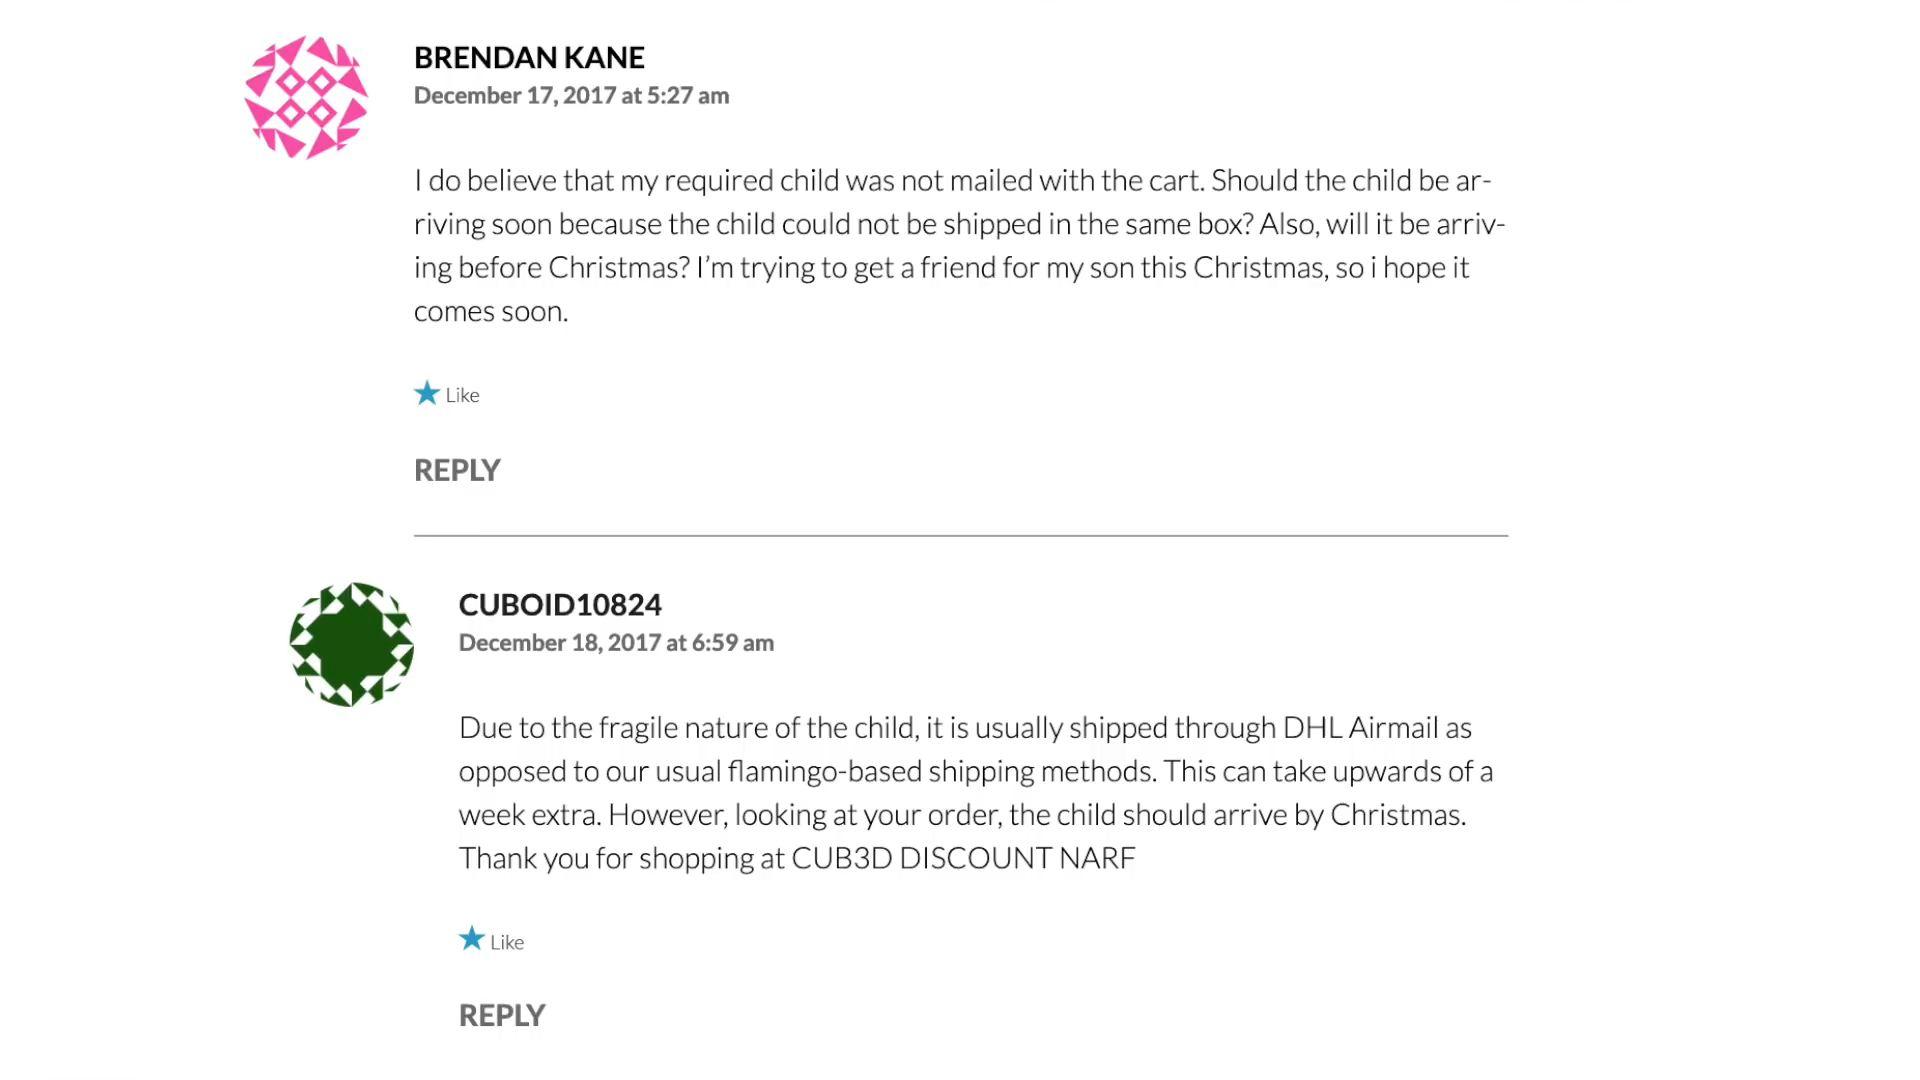 BRENDAN KANE
December 17, 2017 at 5:27 am
I do believe that my required child was not mailed with the cart. Should the child be ar-
riving soon because the child could not be shipped in the same box? Also, will it be arriv-
ing before Christmas? I’m trying to get a friend for my son this Christmas, so i hope it
comes soon.
Like
REPLY
CUBOID10824
December 18, 2017 at 6:59 am
Due to the fragile nature of the child, it is usually shipped through DHL Airmail as
opposed to our usual flamingo-based shipping methods. This can take upwards of a
week extra. However, looking at your order, the child should arrive by Christmas.
Thank you for shopping at CUB3D DISCOUNT NARF
Like
REPLY